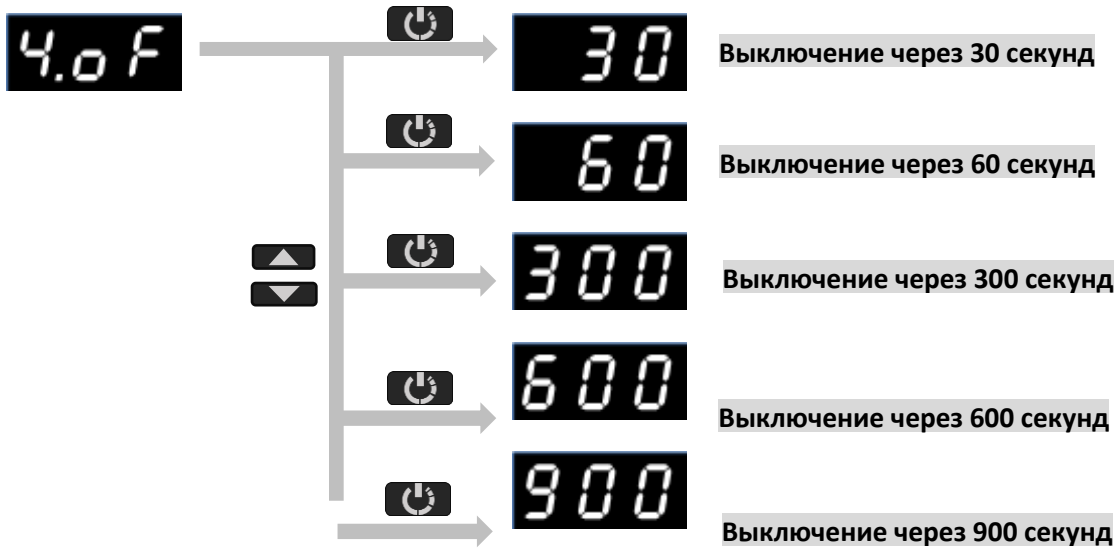 4.oF
30
Выключение через 30 секунд
60
Выключение через 60 секунд
300
Выключение через 300 секунд
600
Выключение через 600 секунд
900
Выключение через 900 секунд